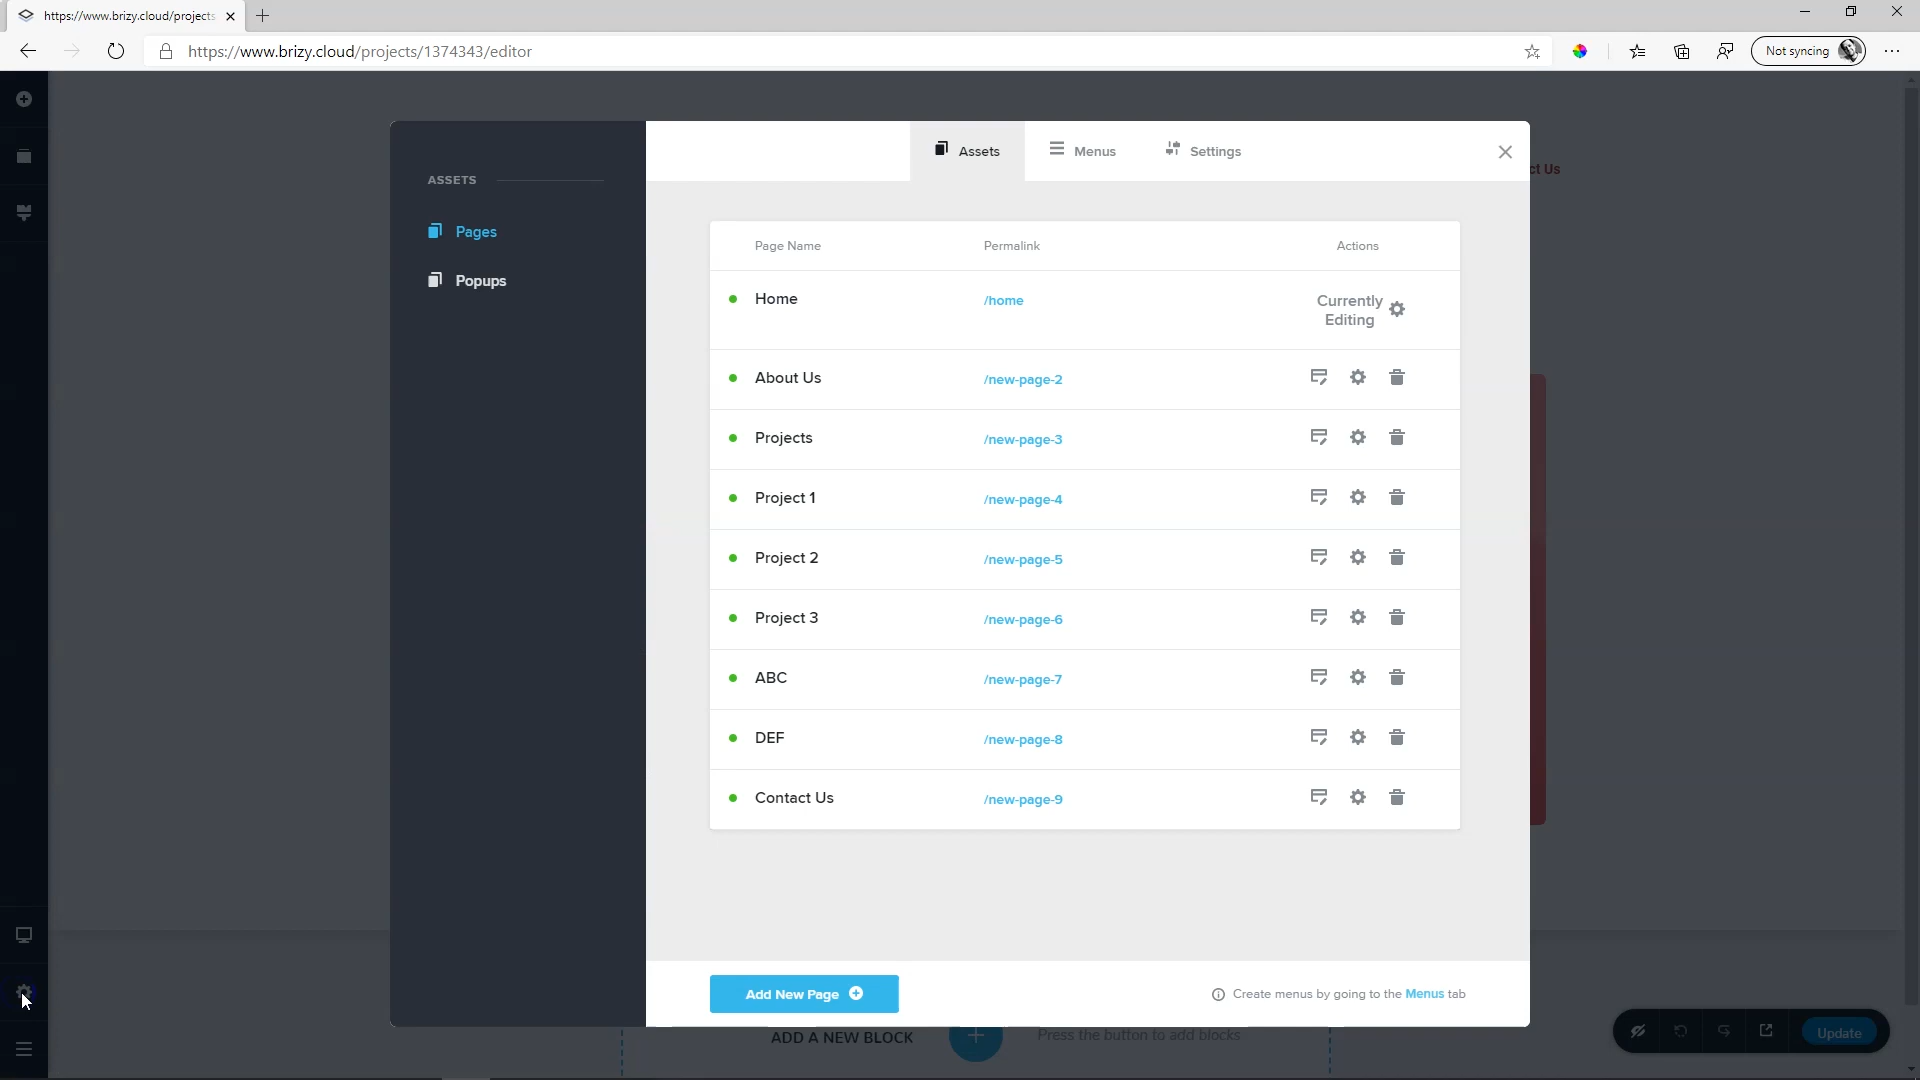 https://www.brizy.cloud/projects
https://www.brizy.cloud/projects/1374343/editor
Not syncing
Assets
Menus
Settings
ct Us
ASSETS
Pages
Popups
Page Name
Permalink
Actions
Home
/home
Currently
Editing
About Us
/new-page-2
Projects
/new-page-3
Project 1
/new-page-4
Project 2
/new-page-5
Project 3
/new-page-6
ABC
/new-page-7
DEF
/new-page-8
Contact Us
/new-page-9
Add New Page
Create menus by going to the Menus tab
ADD A NEW BLOCK
Press the button to add blocks
Update